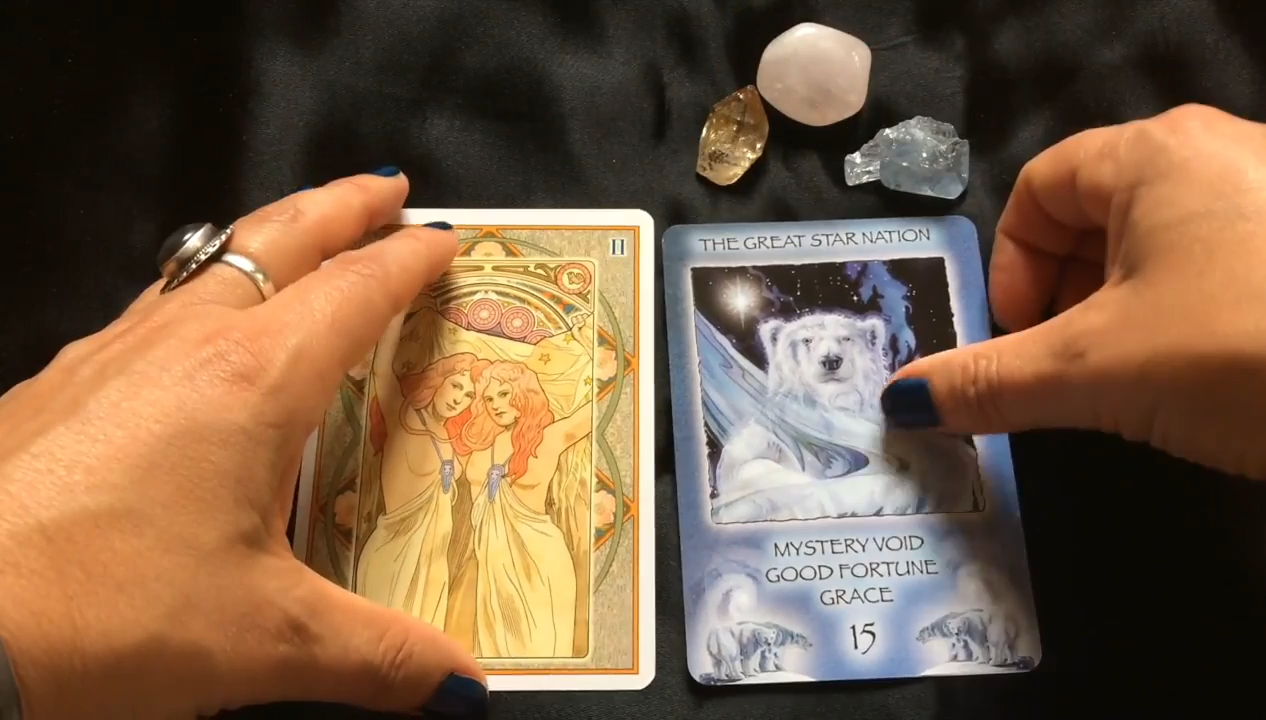 II
THE GREAT STAR NATION
MYSTERY VOID
GOOD FORTUNE
GRACE
15